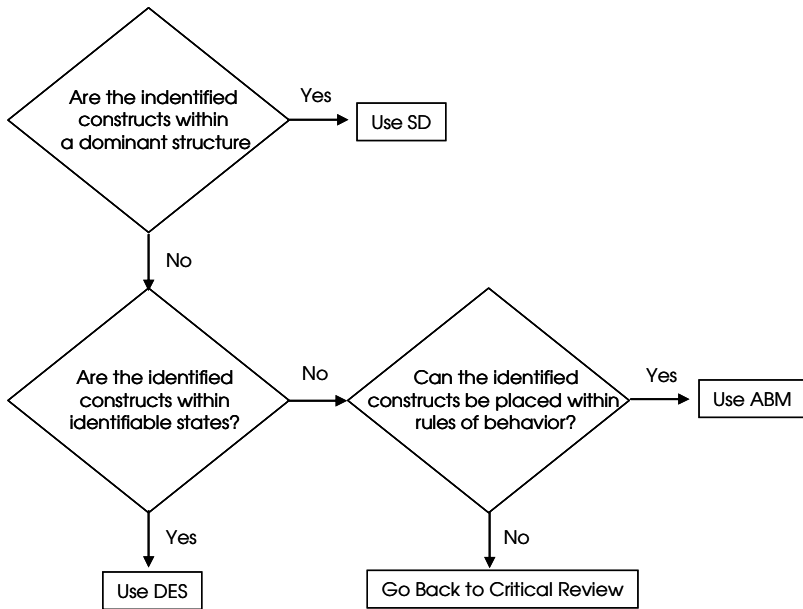 Are the indentified
constructs within
a dominant structure
Yes
Use SD
No
Are the identified
constructs within
identifiable states?
No
Can the identified
constructs be placed within
rules of behavior?
Yes
Use ABM
Yes
Use DES
No
Go Back to Critical Review